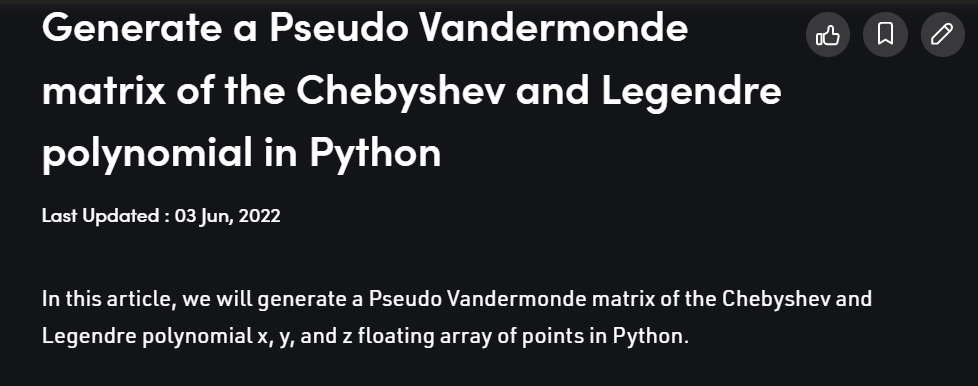 Generate a Pseudo Vandermonde
matrix of the Chebyshev and Legendre
polynomial in Python
Last Updated : 03 Jun, 2022
In this article, we will generate a Pseudo Vandermonde matrix of the Chebyshev and
Legendre polynomial x, y, and z floating array of points in Python.